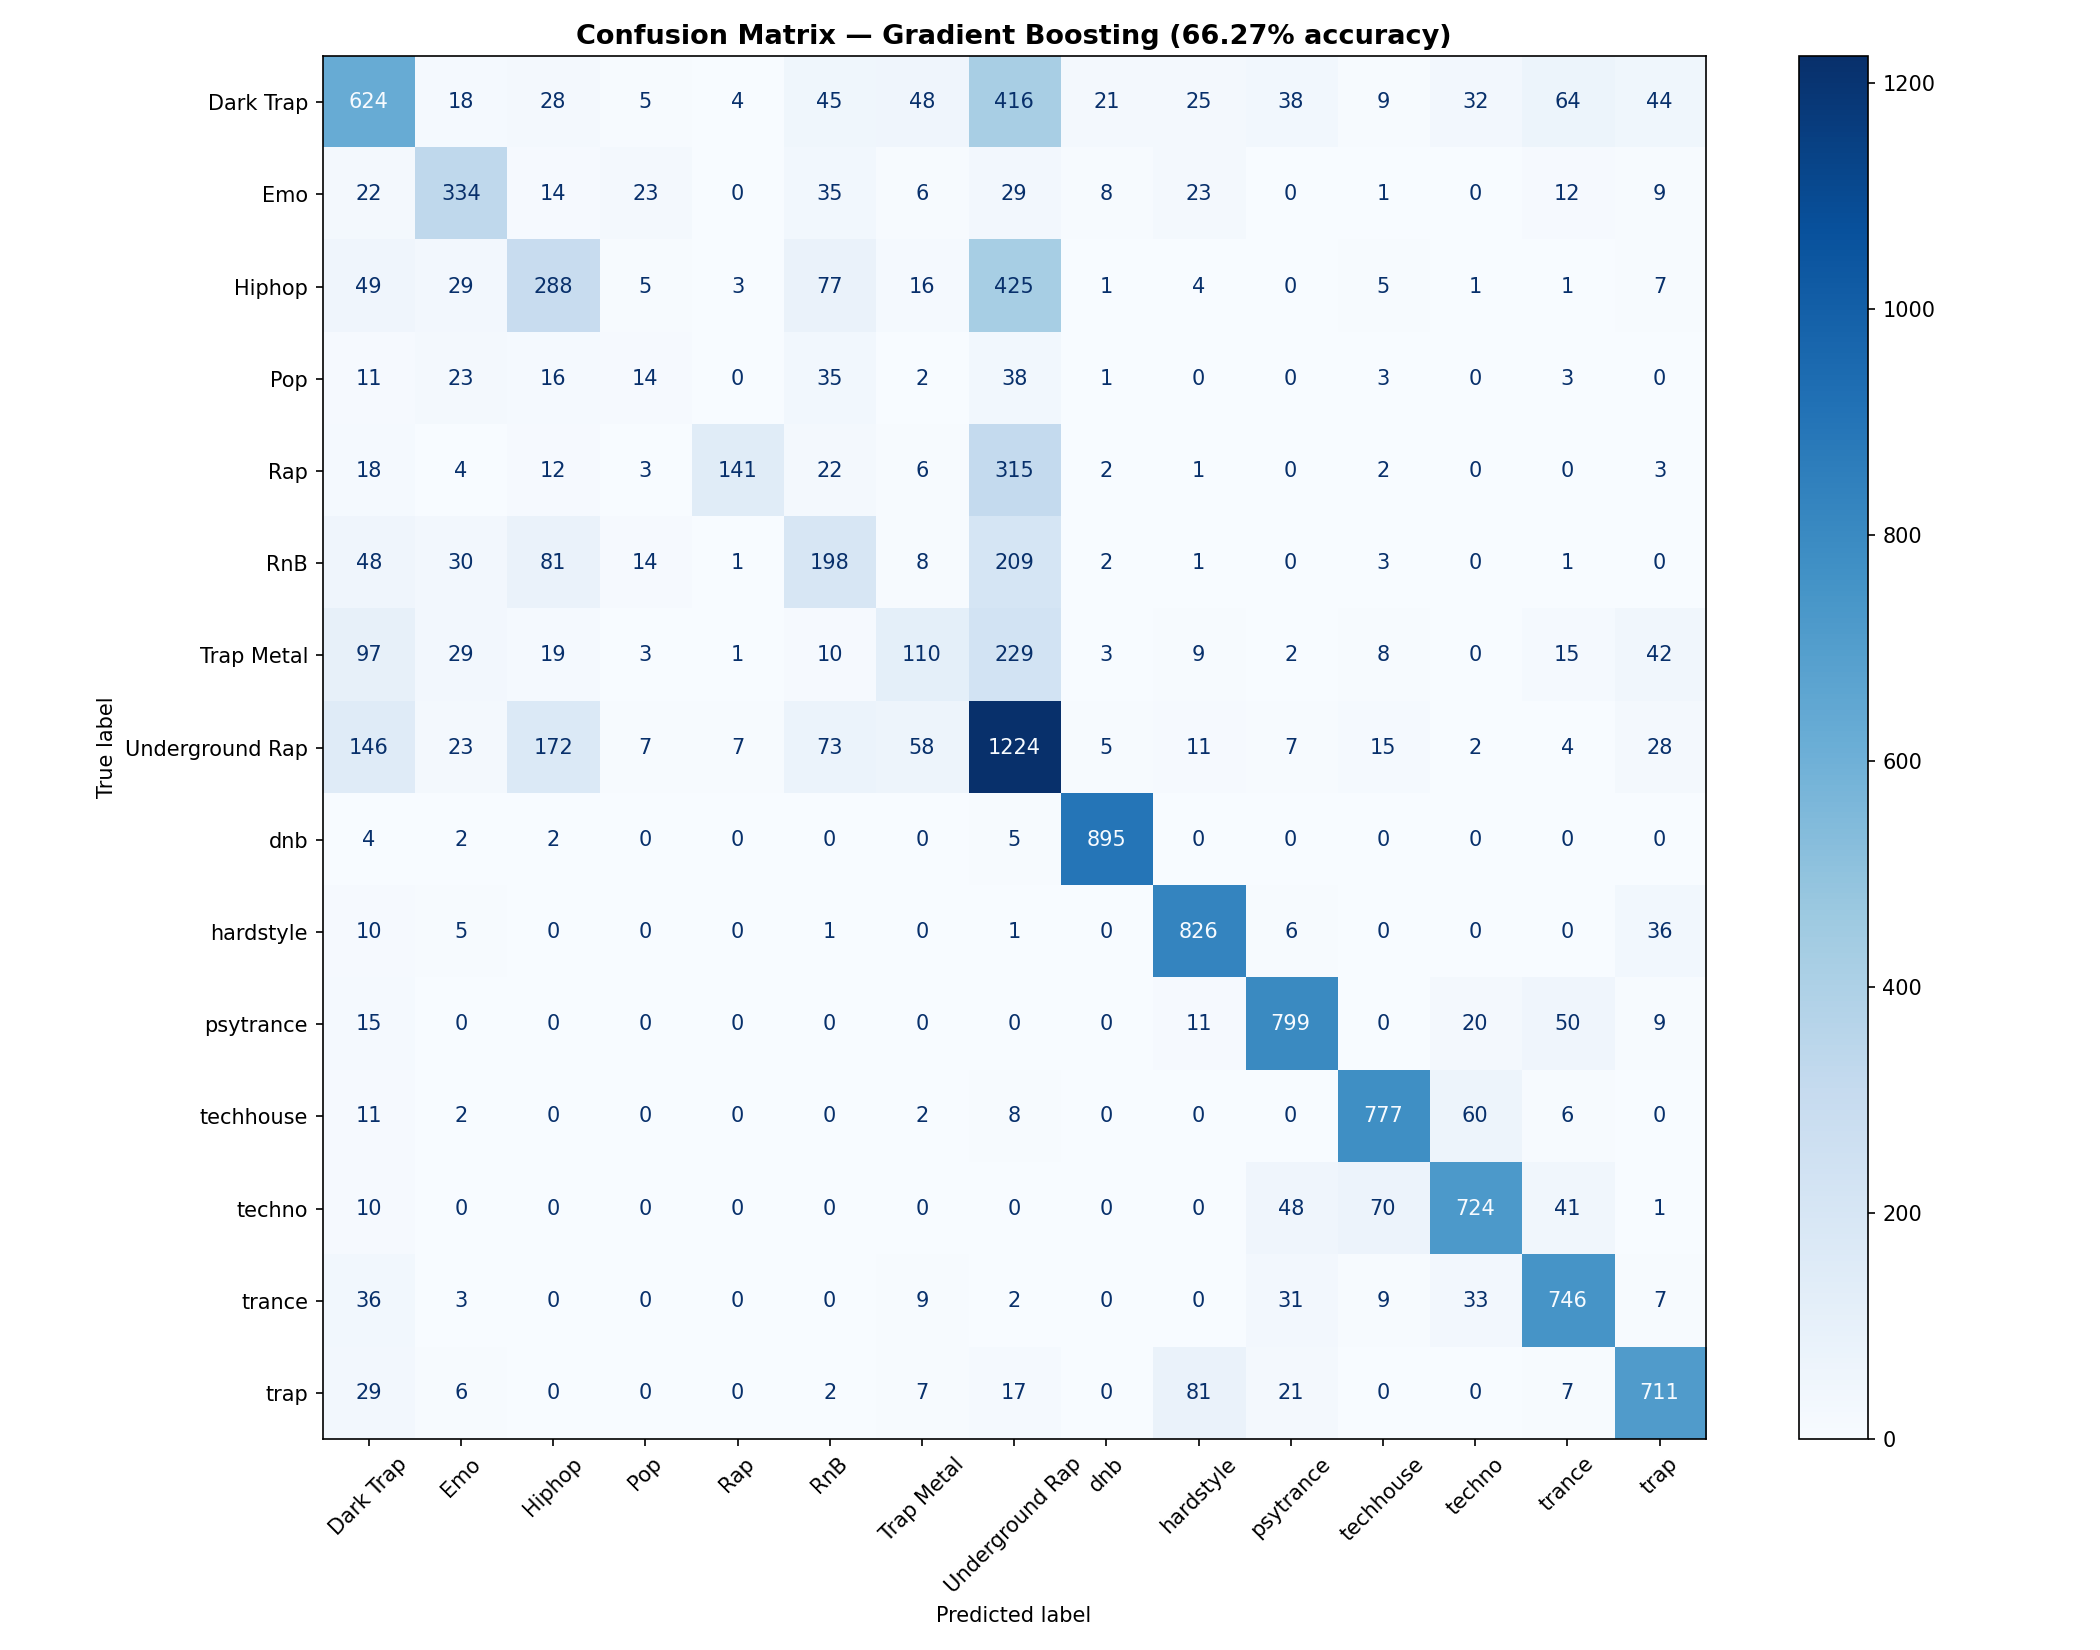 Confusion Matrix — Gradient Boosting (66.27% accuracy)
True label
Dark Trap 624 18 28 5 4 45 48 416 21 25 38 9 32 64 44
Emo 22 334 14 23 0 35 6 29 8 23 0 1 0 12 9
Hiphop 49 29 288 5 3 77 16 425 1 4 0 5 1 1 7
Pop 11 23 16 14 0 35 2 38 1 0 0 3 0 3 0
Rap 18 4 12 3 141 22 6 315 2 1 0 2 0 0 3
RnB 48 30 81 14 1 198 8 209 2 1 0 3 0 1 0
Trap Metal 97 29 19 3 1 10 110 229 3 9 2 8 0 15 42
Underground Rap 146 23 172 7 7 73 58 1224 5 11 7 15 2 4 28
dnb 4 2 2 0 0 0 0 5 895 0 0 0 0 0 0
hardstyle 10 5 0 0 0 1 0 1 0 826 6 0 0 0 36
psytrance 15 0 0 0 0 0 0 0 0 11 799 0 20 50 9
techhouse 11 2 0 0 0 0 2 8 0 0 0 777 60 6 0
techno 10 0 0 0 0 0 0 0 0 0 48 70 724 41 1
trance 36 3 0 0 0 0 9 2 0 0 31 9 33 746 7
trap 29 6 0 0 0 2 7 17 0 81 21 0 0 7 711
Dark Trap Emo Hiphop Pop Rap RnB Trap Metal Underground Rap dnb hardstyle psytrance techhouse techno trance trap
Predicted label
1200
1000
800
600
400
200
0